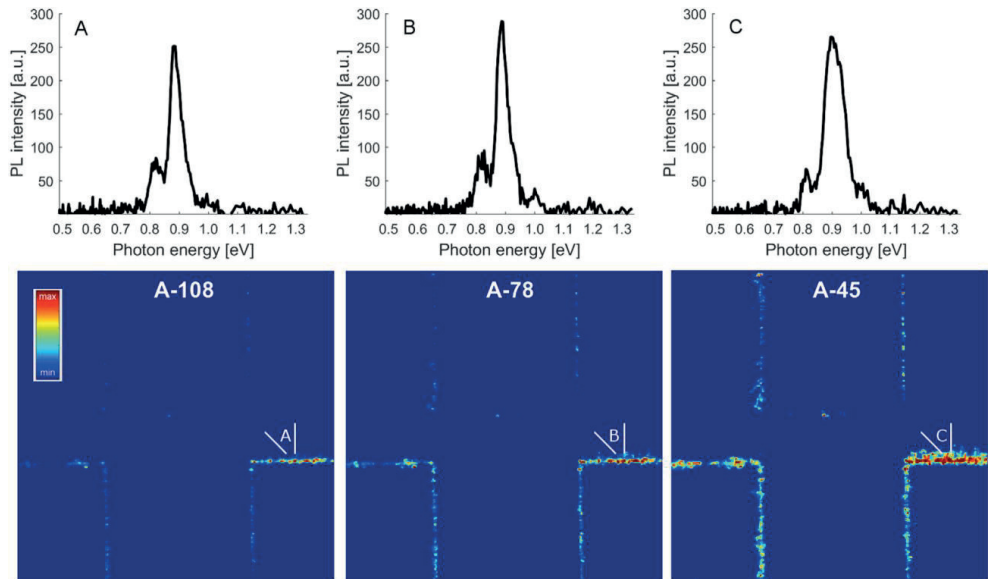 A
PL intensity [a.u.]
300
250
200
150
100
50
0.5 0.6 0.7 0.8 0.9 1.0 1.1 1.2 1.3
Photon energy [eV]
B
PL intensity [a.u.]
300
250
200
150
100
50
0.5 0.6 0.7 0.8 0.9 1.0 1.1 1.2 1.3
Photon energy [eV]
C
PL intensity [a.u.]
300
250
200
150
100
50
0.5 0.6 0.7 0.8 0.9 1.0 1.1 1.2 1.3
Photon energy [eV]
max
min
A-108
A
A-78
B
A-45
C